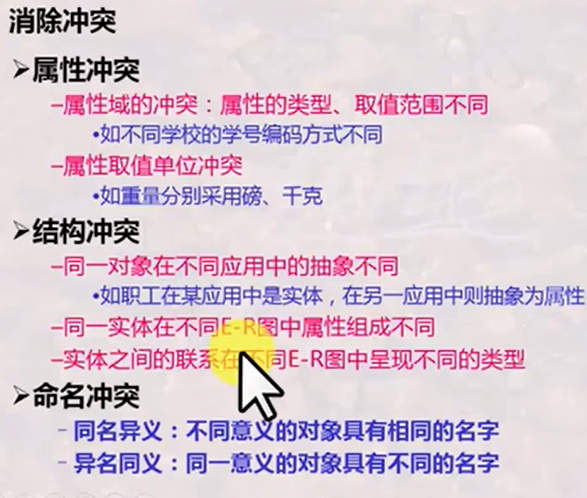 消除冲突
➢属性冲突
–属性域的冲突：属性的类型、取值范围不同
•如不同学校的学号编码方式不同
–属性取值单位冲突
•如重量分别采用磅、千克
➢结构冲突
–同一对象在不同应用中的抽象不同
•如职工在某应用中是实体，在另一应用中则抽象为属性
–同一实体在不同E-R图中属性组成不同
–实体之间的联系在不同E-R图中呈现不同的类型
➢命名冲突
–同名异义：不同意义的对象具有相同的名字
–异名同义：同一意义的对象具有不同的名字